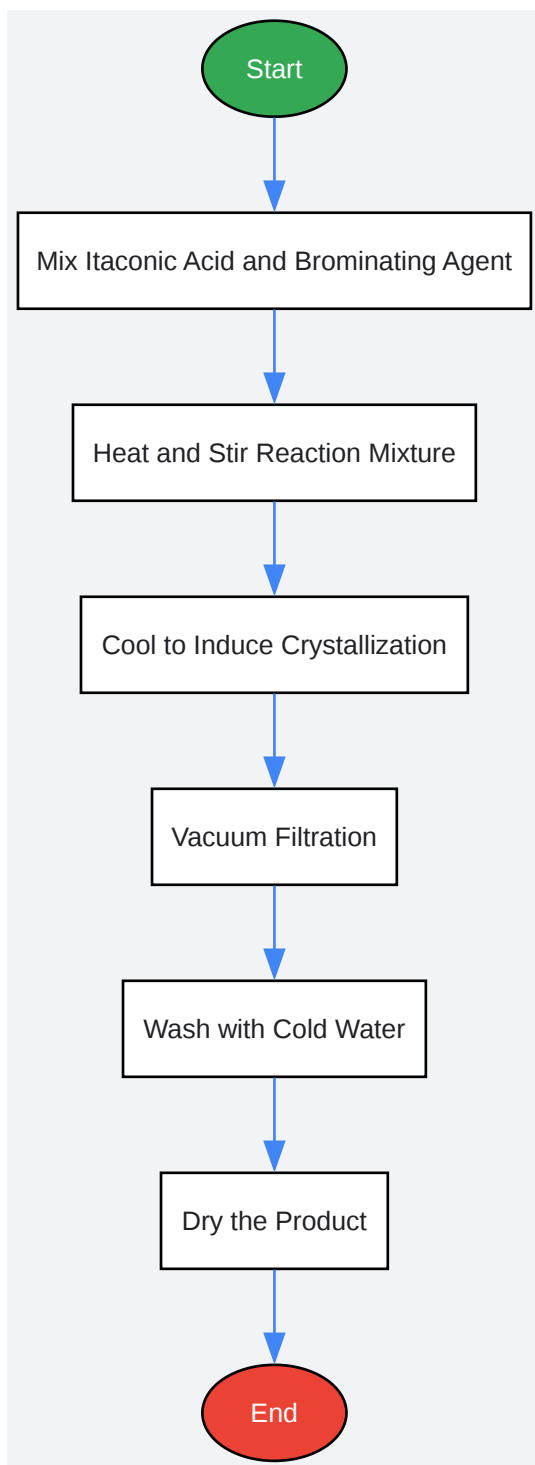 Start
Mix Itaconic Acid and Brominating Agent
Heat and Stir Reaction Mixture
Cool to Induce Crystallization
Vacuum Filtration
Wash with Cold Water
Dry the Product
End